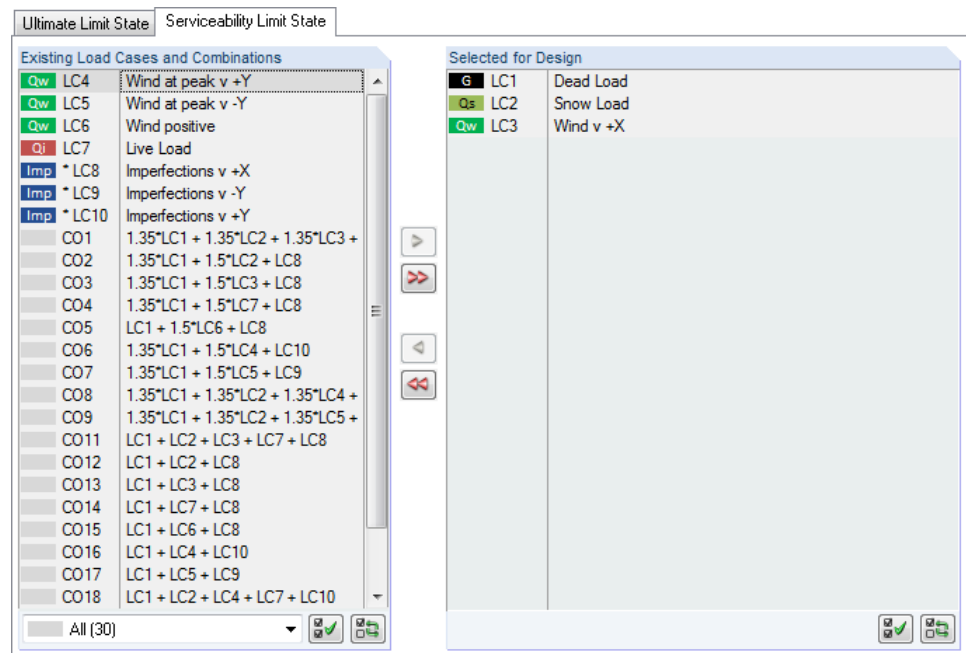 Ultimate Limit State Serviceability Limit State
Existing Load Cases and Combinations
Qw LC4 Wind at peak v +Y
Qw LC5 Wind at peak v -Y
Qw LC6 Wind positive
Qi LC7 Live Load
Imp * LC8 Imperfections v +X
Imp * LC9 Imperfections v -Y
Imp * LC10 Imperfections v +Y
CO1 1.35*LC1 + 1.35*LC2 + 1.35*LC3 +
CO2 1.35*LC1 + 1.5*LC2 + LC8
CO3 1.35*LC1 + 1.5*LC3 + LC8
CO4 1.35*LC1 + 1.5*LC7 + LC8
CO5 LC1 + 1.5*LC6 + LC8
CO6 1.35*LC1 + 1.5*LC4 + LC10
CO7 1.35*LC1 + 1.5*LC5 + LC9
CO8 1.35*LC1 + 1.35*LC2 + 1.35*LC4 +
CO9 1.35*LC1 + 1.35*LC2 + 1.35*LC5 +
CO11 LC1 + LC2 + LC3 + LC7 + LC8
CO12 LC1 + LC2 + LC8
CO13 LC1 + LC3 + LC8
CO14 LC1 + LC7 + LC8
CO15 LC1 + LC6 + LC8
CO16 LC1 + LC4 + LC10
CO17 LC1 + LC5 + LC9
CO18 LC1 + LC2 + LC4 + LC7 + LC10
All (30)
Selected for Design
G LC1 Dead Load
Qs LC2 Snow Load
Qw LC3 Wind v +X